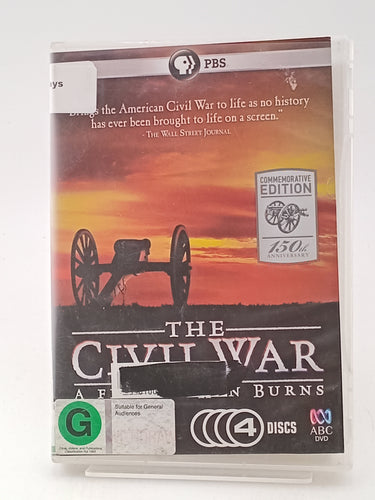 PBS
ays
the American Civil War to life as no history
has ever been brought to life on a screen."
- THE WALL STREET JOURNAL
COMMEMORATIVE
EDITION
150th
ANNIVERSARY
THE
CIVIL WAR
A F BURNS
G
Suitable for General
Audiences
4 DISCS
ABC
DVD